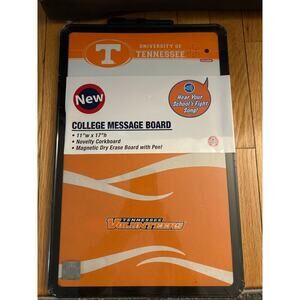 T
UNIVERSITY OF
TENNESSEE
New
Hear Your
School's Fight
Song!
COLLEGE MESSAGE BOARD
• 11"w x 17"h
• Novelty Corkboard
• Magnetic Dry Erase Board with Pen!
TENNESSEE
VOLUNTEERS